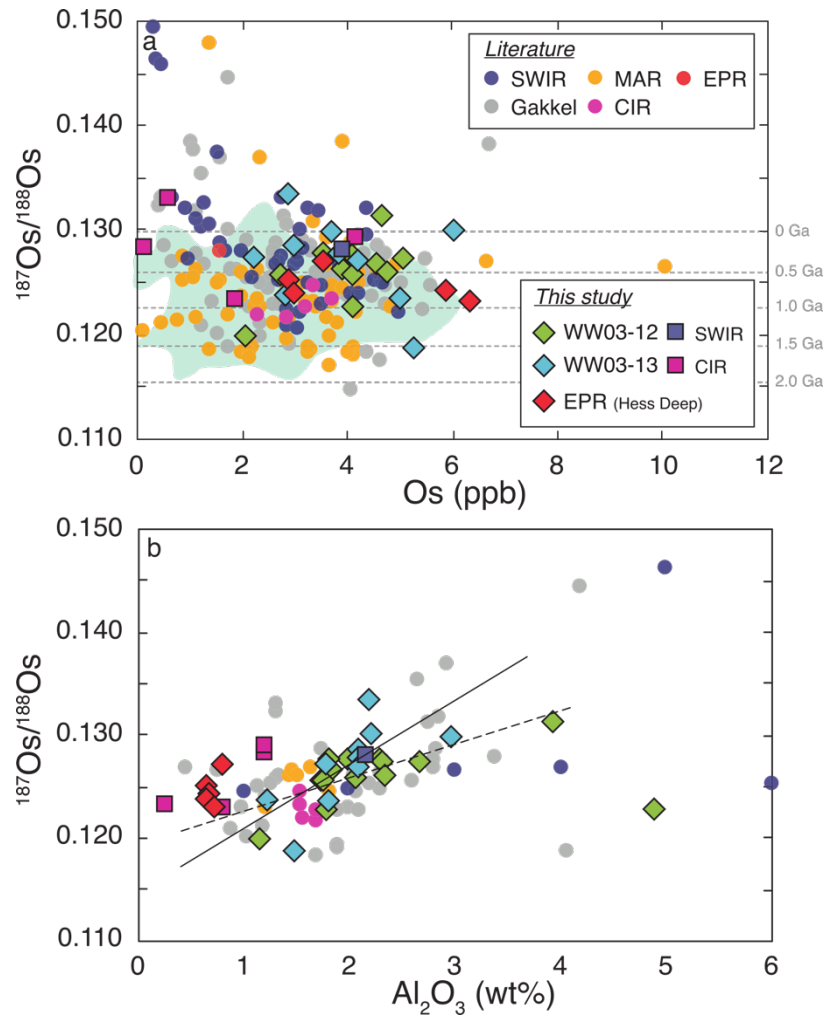 0.150
a
Literature
SWIR MAR EPR
Gakkel CIR
0.140
0.130
0 Ga
0.5 Ga
1.0 Ga
1.5 Ga
2.0 Ga
0.120
0.110
¹⁸⁷Os/¹⁸⁸Os
This study
WW03-12 SWIR
WW03-13 CIR
EPR (Hess Deep)
0 2 4 6 8 10 12
Os (ppb)
0.150
b
0.140
0.130
0.120
0.110
¹⁸⁷Os/¹⁸⁸Os
0 1 2 3 4 5 6
Al₂O₃ (wt%)